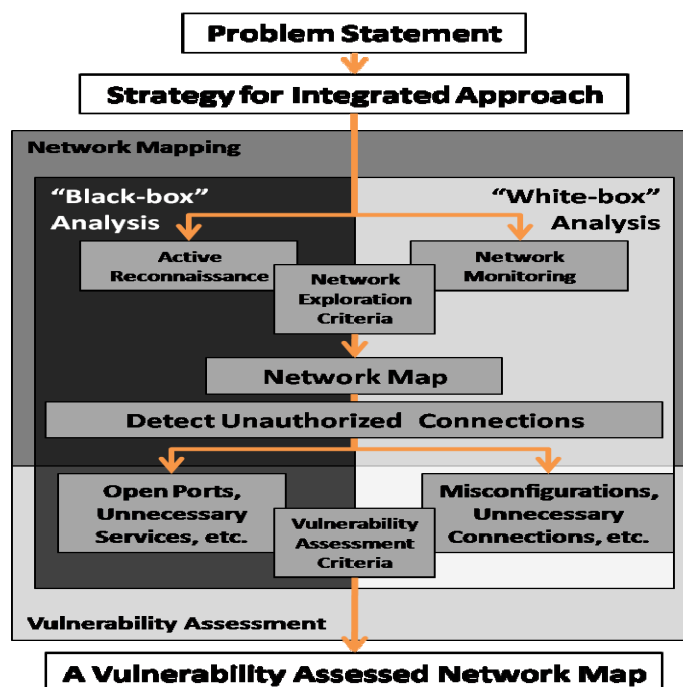 Problem Statement
Strategy for Integrated Approach
Network Mapping
“Black-box”
Analysis
“White-box”
Analysis
Active
Reconnaissance
Network
Monitoring
Network
Exploration
Criteria
Network Map
Detect Unauthorized Connections
Open Ports,
Unnecessary
Services, etc.
Misconfigurations,
Unnecessary
Connections, etc.
Vulnerability
Assessment
Criteria
Vulnerability Assessment
A Vulnerability Assessed Network Map